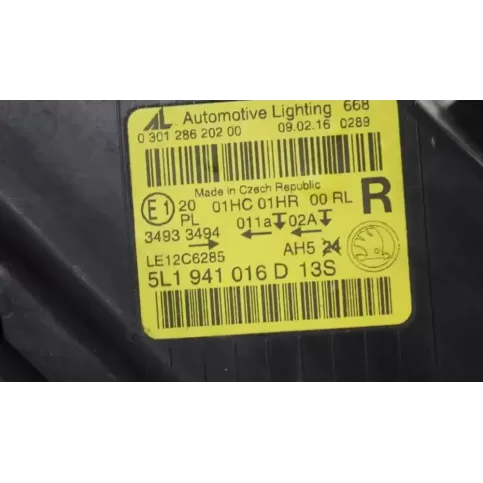 AL Automotive Lighting 668
0 301 286 202 00 09.02.16 0289
Made in Czech Republic
E1 20 01HC 01HR 00 RL R
PL 011a 02A
3493 3494
LE12C6285 AH5 24
5L1 941 016 D 13S